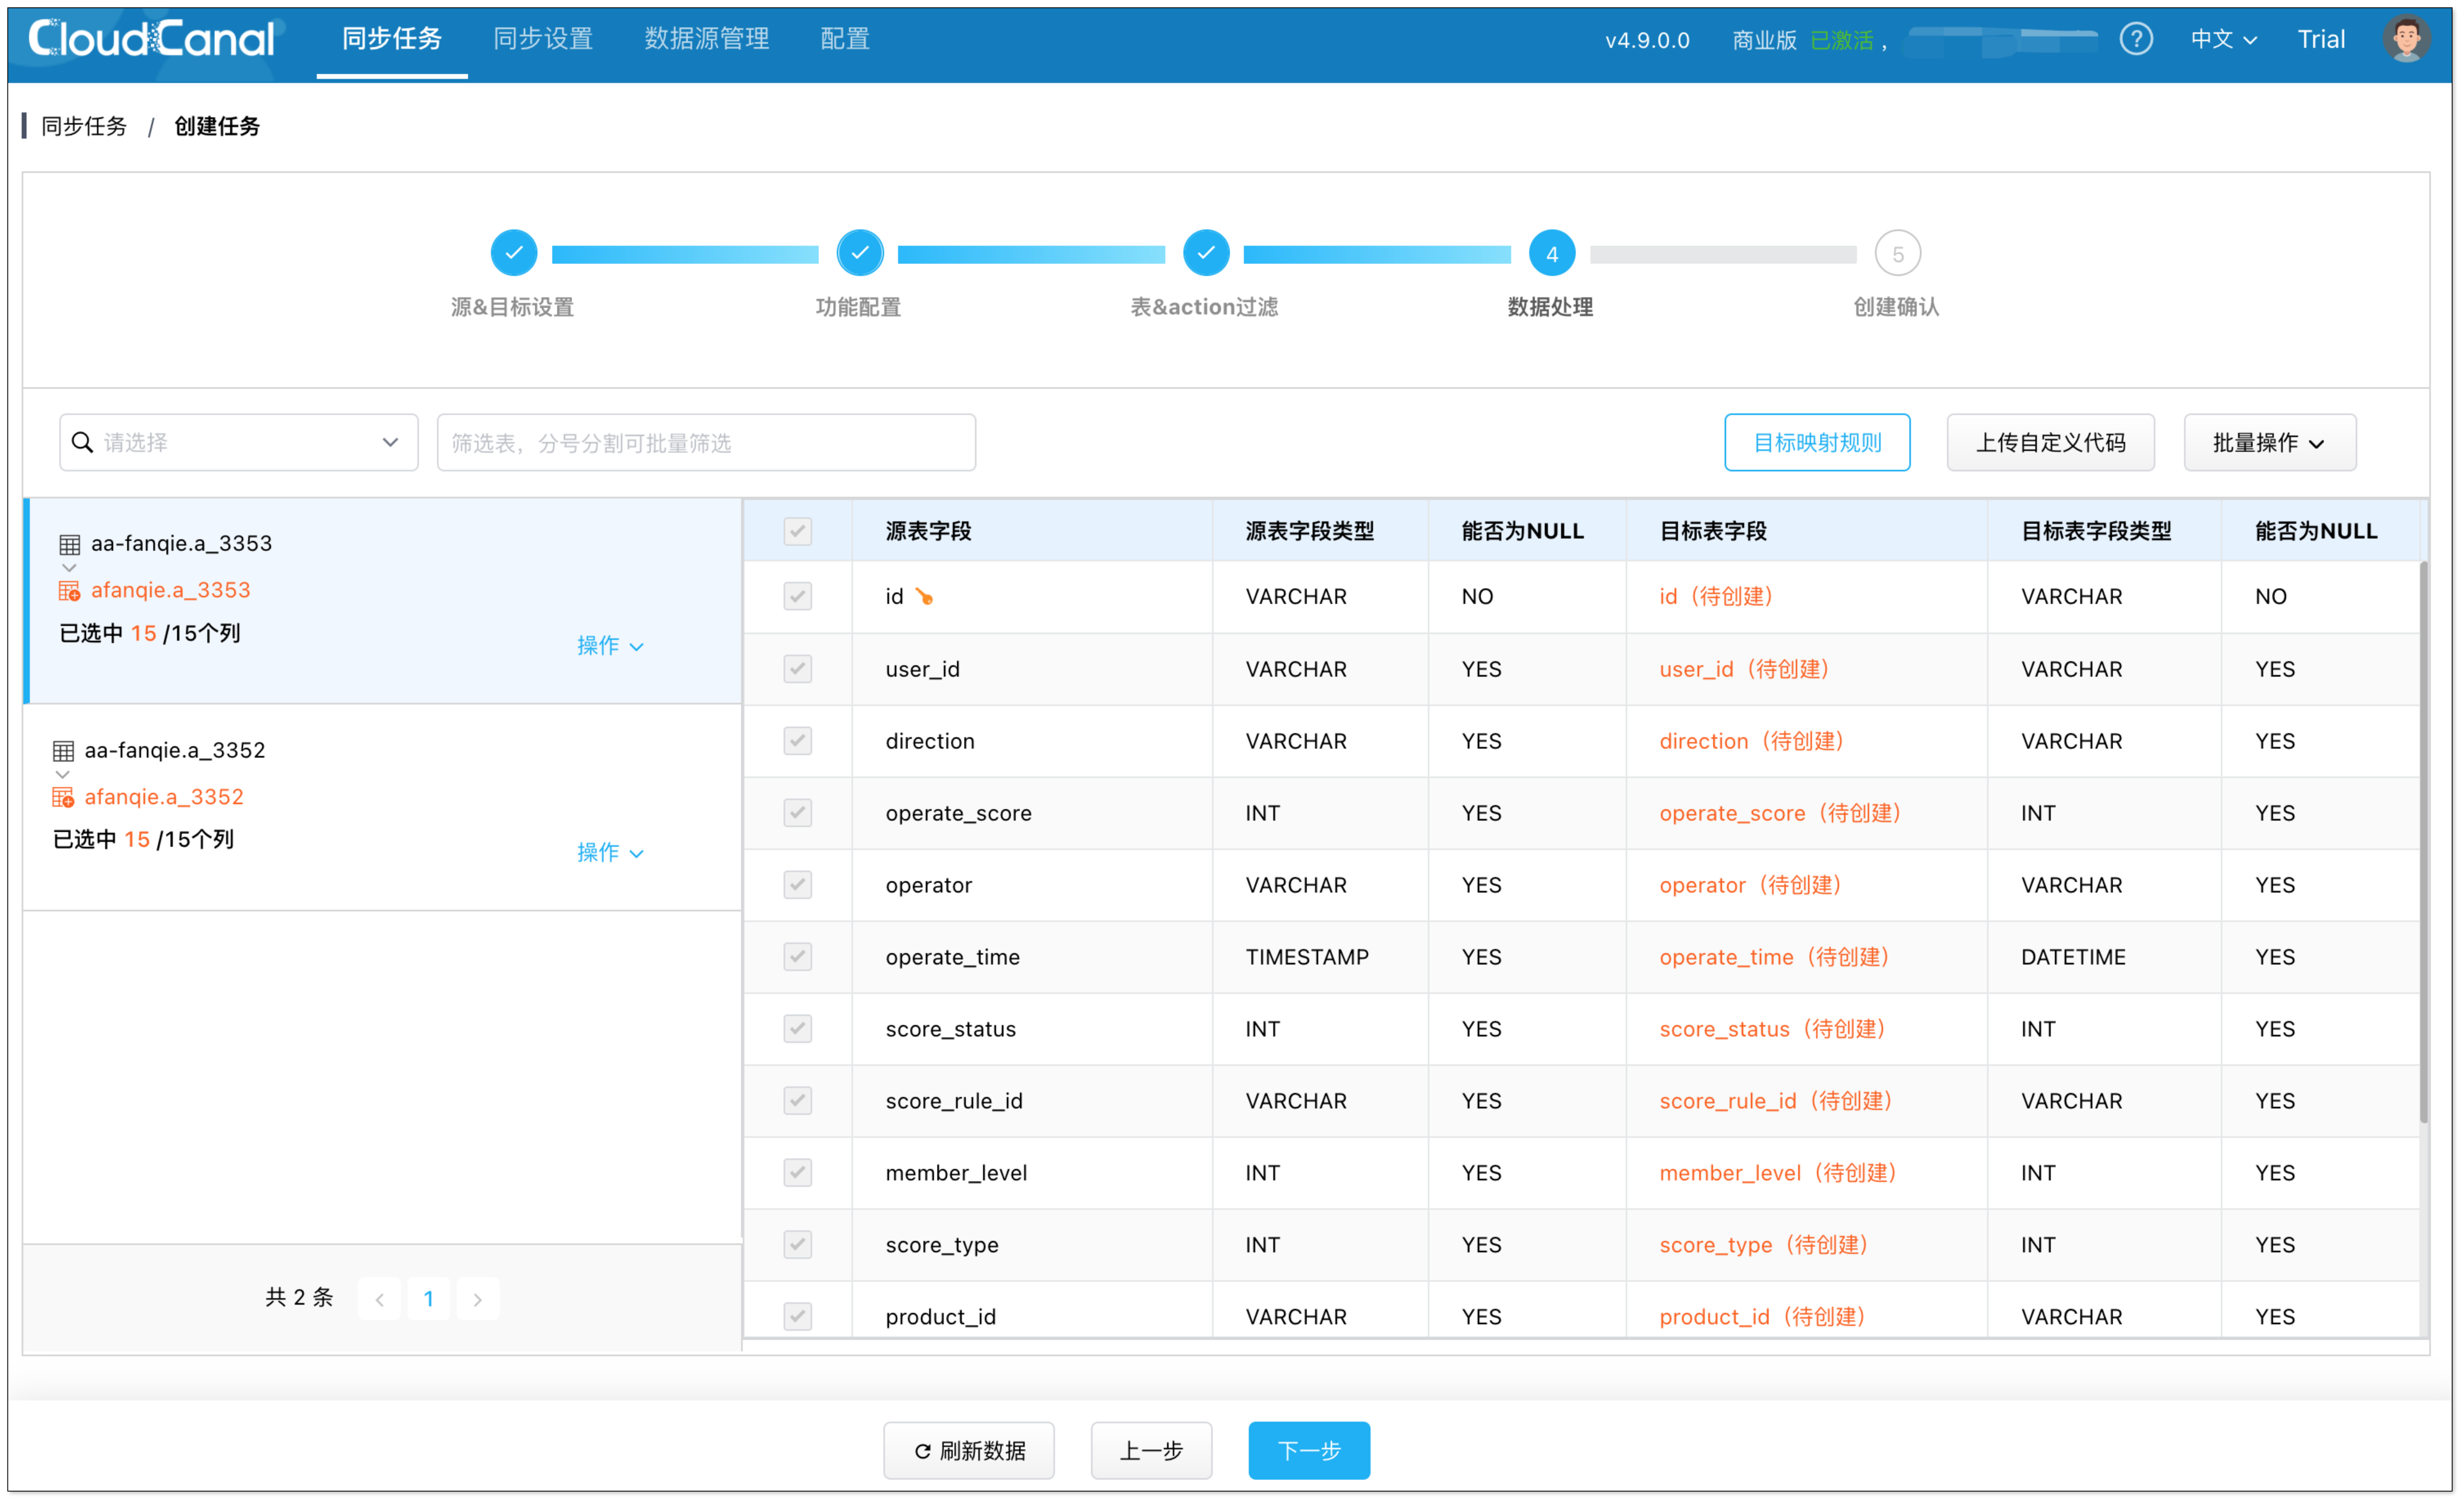 CloudCanal 同步任务 同步设置 数据源管理 配置 v4.9.0.0 商业版 已激活 , ? 中文 Trial
同步任务 / 创建任务
4 5
源&目标设置 功能配置 表&action过滤 数据处理 创建确认
请选择 筛选表，分号分割可批量筛选 目标映射规则 上传自定义代码 批量操作
aa-fanqie.a_3353
afanqie.a_3353
已选中 15 /15个列
操作
aa-fanqie.a_3352
afanqie.a_3352
已选中 15 /15个列
操作
共 2 条 < 1 >
源表字段 源表字段类型 能否为NULL 目标表字段 目标表字段类型 能否为NULL
id VARCHAR NO id（待创建） VARCHAR NO
user_id VARCHAR YES user_id（待创建） VARCHAR YES
direction VARCHAR YES direction（待创建） VARCHAR YES
operate_score INT YES operate_score（待创建） INT YES
operator VARCHAR YES operator（待创建） VARCHAR YES
operate_time TIMESTAMP YES operate_time（待创建） DATETIME YES
score_status INT YES score_status（待创建） INT YES
score_rule_id VARCHAR YES score_rule_id（待创建） VARCHAR YES
member_level INT YES member_level（待创建） INT YES
score_type INT YES score_type（待创建） INT YES
product_id VARCHAR YES product_id（待创建） VARCHAR YES
刷新数据 上一步 下一步